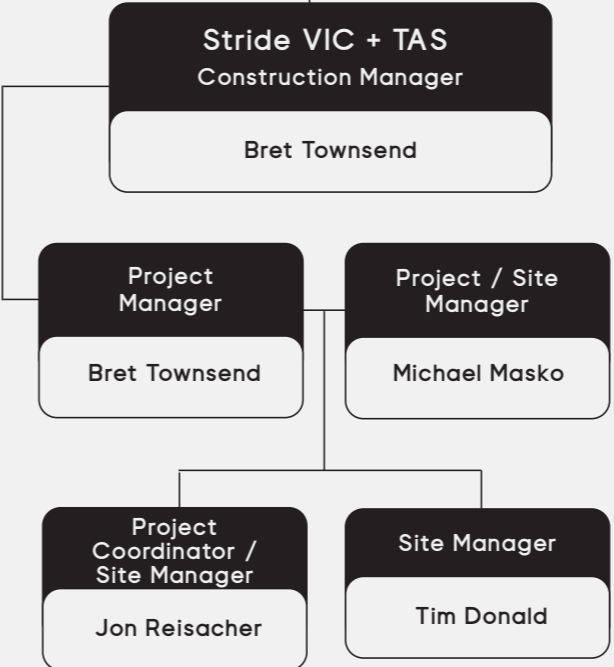 Stride VIC + TAS
Construction Manager
Bret Townsend
Project
Manager
Bret Townsend
Project / Site
Manager
Michael Masko
Project
Coordinator /
Site Manager
Jon Reisacher
Site Manager
Tim Donald